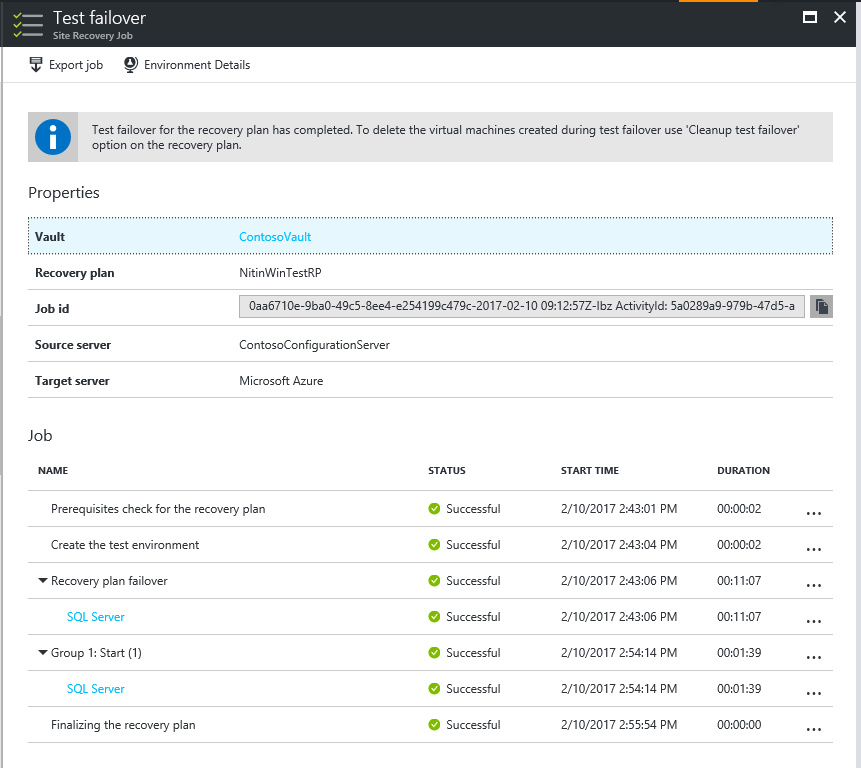 Test failover
Site Recovery Job
Export job Environment Details
Test failover for the recovery plan has completed. To delete the virtual machines created during test failover use 'Cleanup test failover'
option on the recovery plan.
Properties
Vault ContosoVault
Recovery plan NitinWinTestRP
Job id 0aa6710e-9ba0-49c5-8ee4-e254199c479c-2017-02-10 09:12:57Z-Ibz ActivityId: 5a0289a9-979b-47d5-a
Source server ContosoConfigurationServer
Target server Microsoft Azure
Job
NAME STATUS START TIME DURATION
Prerequisites check for the recovery plan Successful 2/10/2017 2:43:01 PM 00:00:02 ...
Create the test environment Successful 2/10/2017 2:43:04 PM 00:00:02 ...
Recovery plan failover Successful 2/10/2017 2:43:06 PM 00:11:07 ...
SQL Server Successful 2/10/2017 2:43:06 PM 00:11:07 ...
Group 1: Start (1) Successful 2/10/2017 2:54:14 PM 00:01:39 ...
SQL Server Successful 2/10/2017 2:54:14 PM 00:01:39 ...
Finalizing the recovery plan Successful 2/10/2017 2:55:54 PM 00:00:00 ...